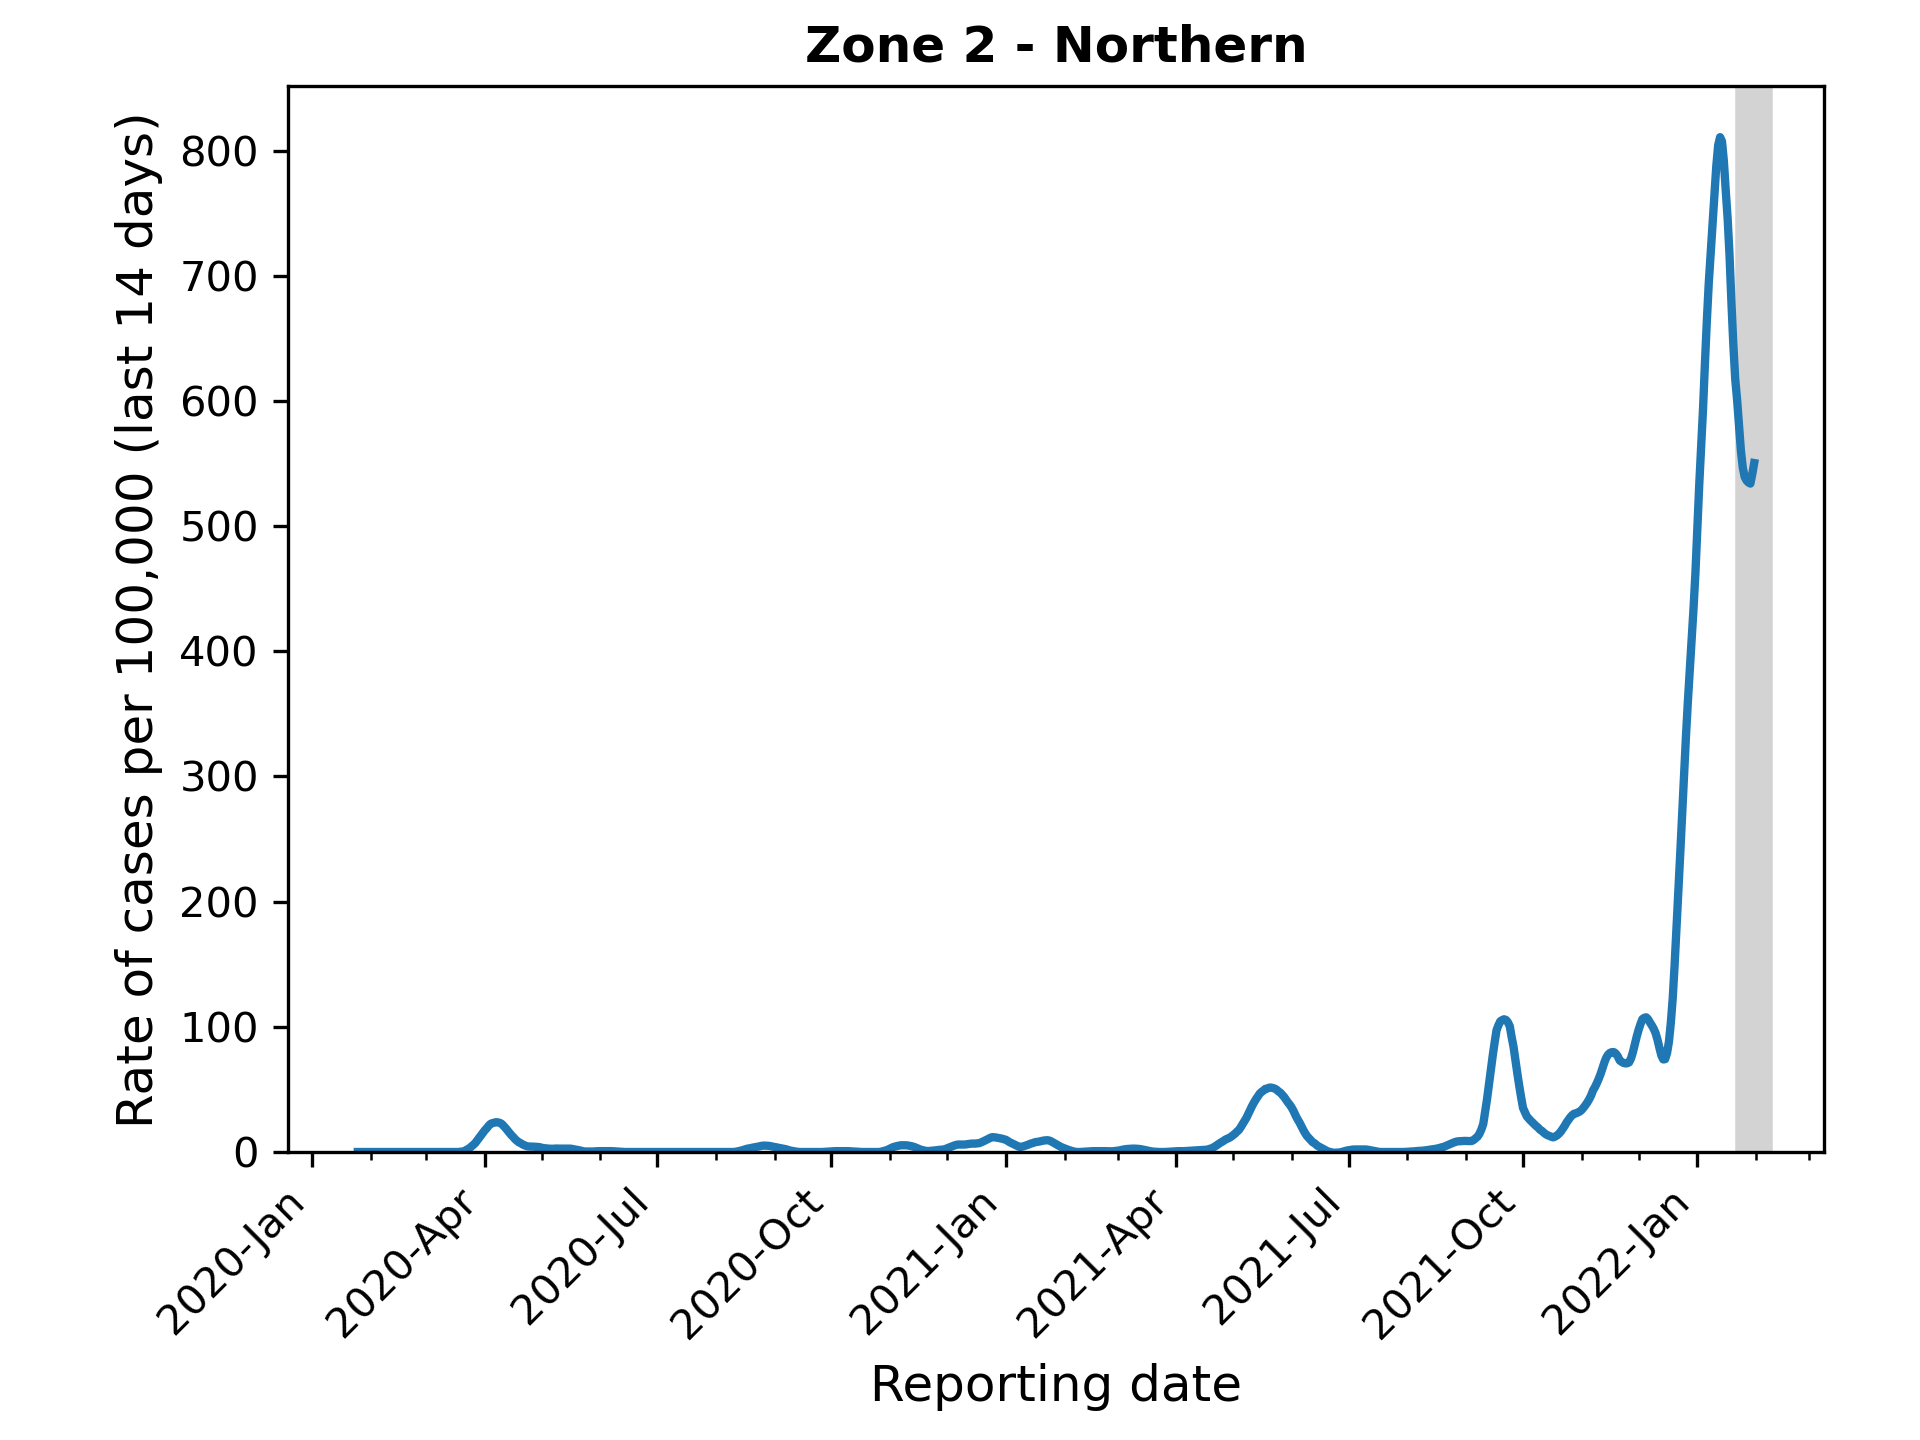 Zone 2 - Northern
Rate of cases per 100,000 (last 14 days)
800
700
600
500
400
300
200
100
0
2020-Jan
2020-Apr
2020-Jul
2020-Oct
2021-Jan
2021-Apr
2021-Jul
2021-Oct
2022-Jan
Reporting date